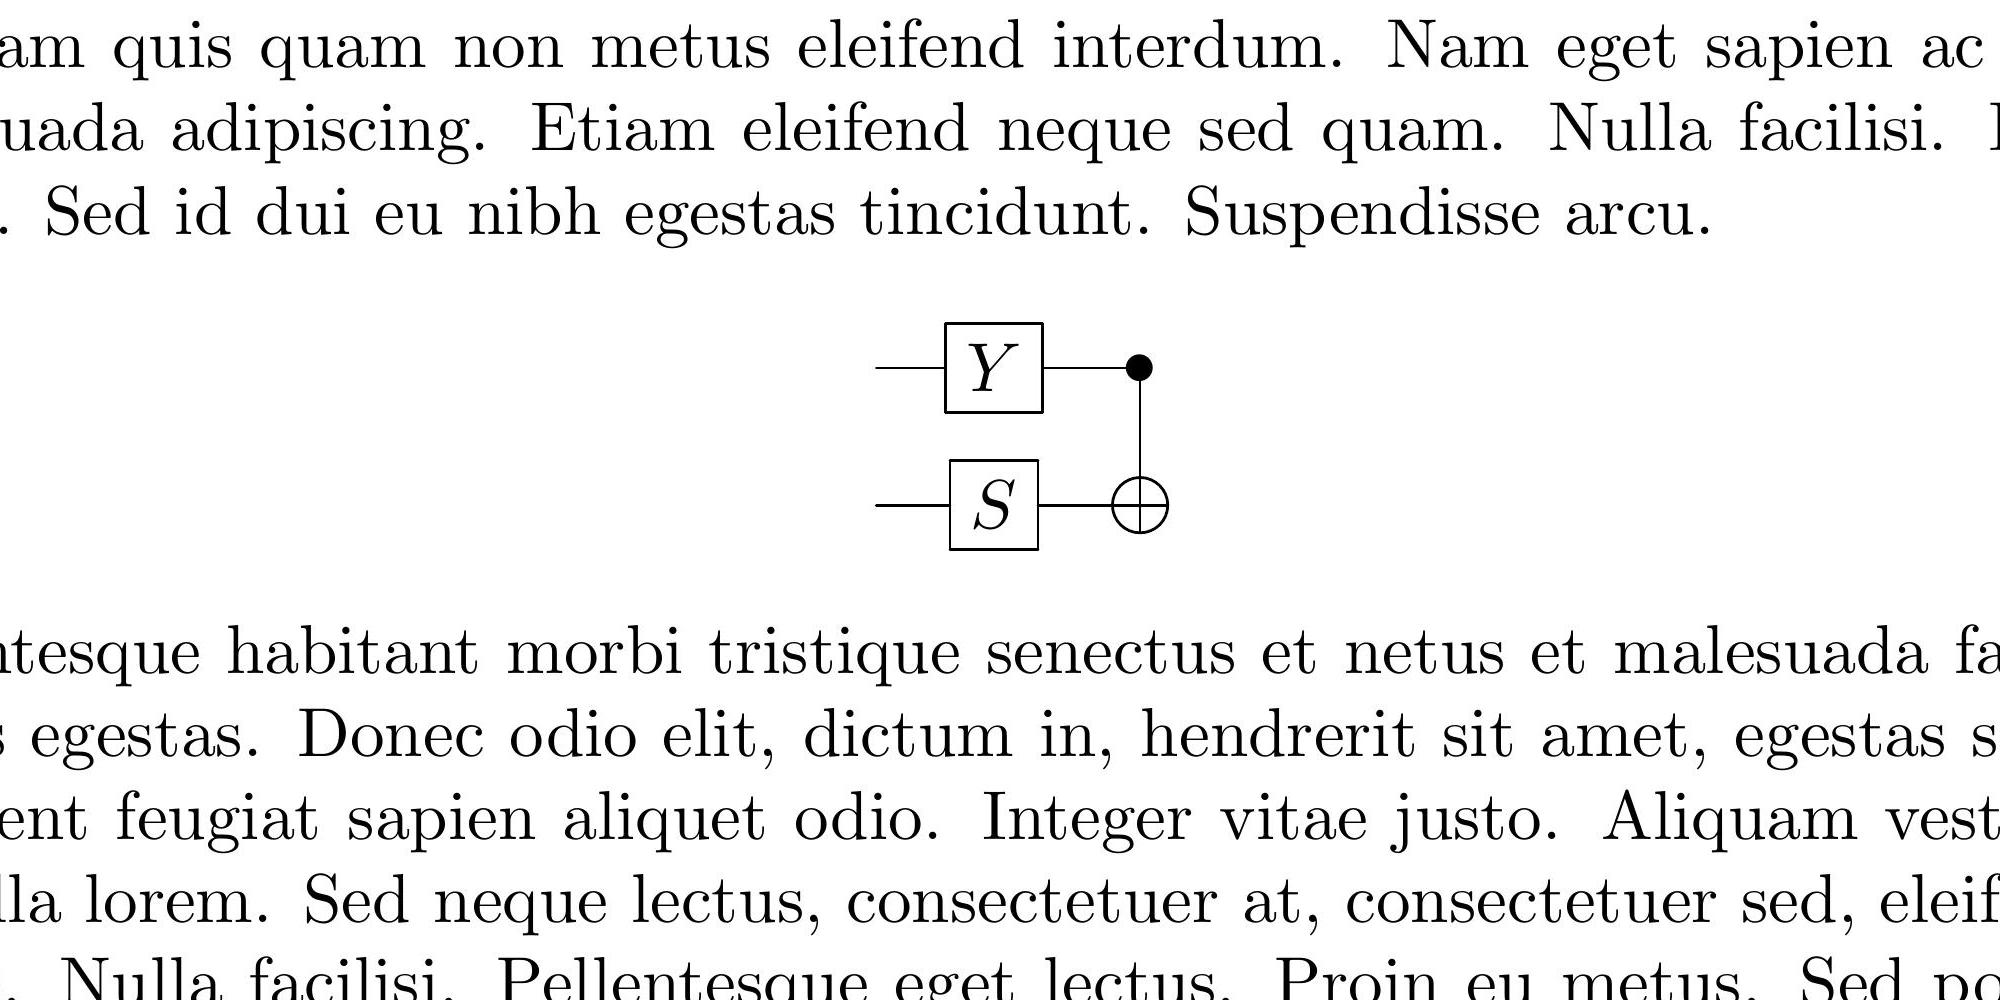 am quis quam non metus eleifend interdum. Nam eget sapien ac
uada adipiscing. Etiam eleifend neque sed quam. Nulla facilisi.
. Sed id dui eu nibh egestas tincidunt. Suspendisse arcu.
Y
S
ntesque habitant morbi tristique senectus et netus et malesuada fa
s egestas. Donec odio elit, dictum in, hendrerit sit amet, egestas s
ent feugiat sapien aliquet odio. Integer vitae justo. Aliquam vest
lla lorem. Sed neque lectus, consectetuer at, consectetuer sed, eleif
. Nulla facilisi. Pellentesque eget lectus. Proin eu metus. Sed po